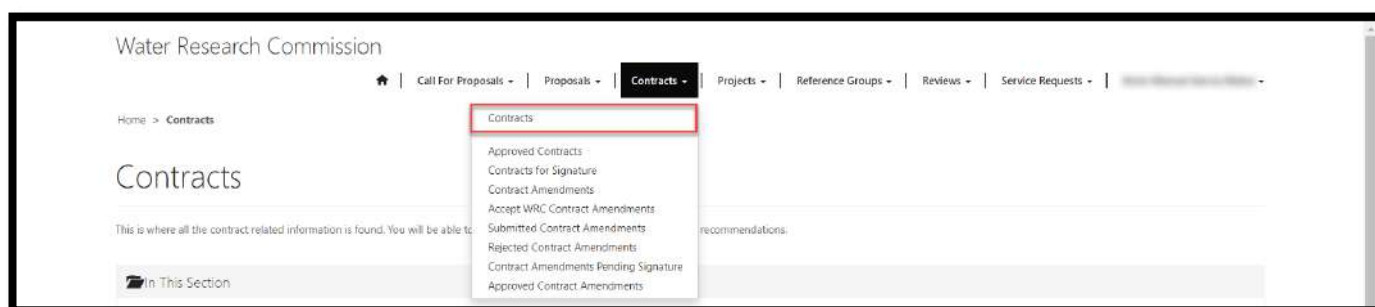 Water Research Commission
Call For Proposals | Proposals | Contracts | Projects | Reference Groups | Reviews | Service Requests |
Home > Contracts
Contracts
Contracts
Approved Contracts
Contracts for Signature
Contract Amendments
Accept WRC Contract Amendments
Submitted Contract Amendments
Rejected Contract Amendments
Contract Amendments Pending Signature
Approved Contract Amendments
This is where all the contract related information is found. You will be able to recommendations.
In This Section